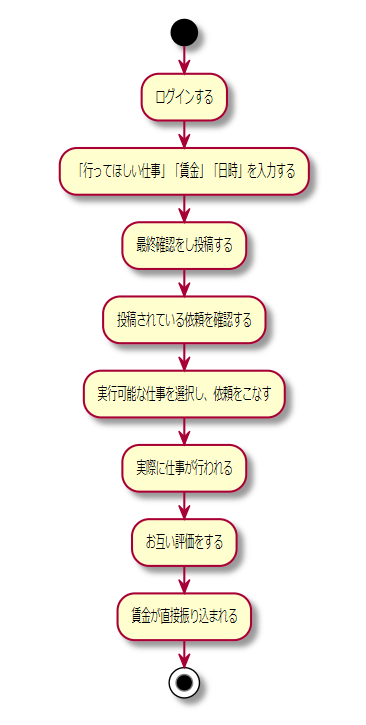 ログインする
「行ってほしい仕事」「賃金」「日時」を入力する
最終確認をし投稿する
投稿されている依頼を確認する
実行可能な仕事を選択し、依頼をこなす
実際に仕事が行われる
お互い評価をする
賃金が直接振り込まれる